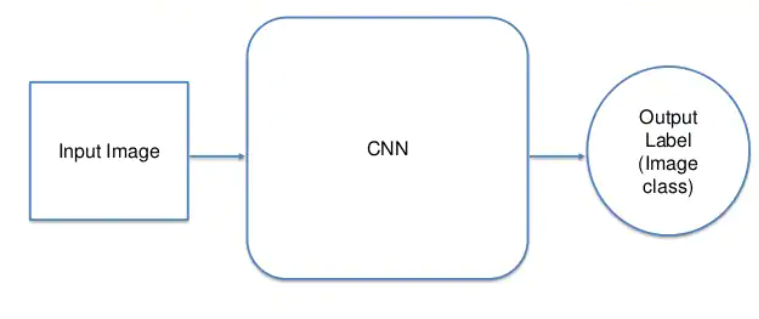 Input Image
CNN
Output
Label
(Image
class)